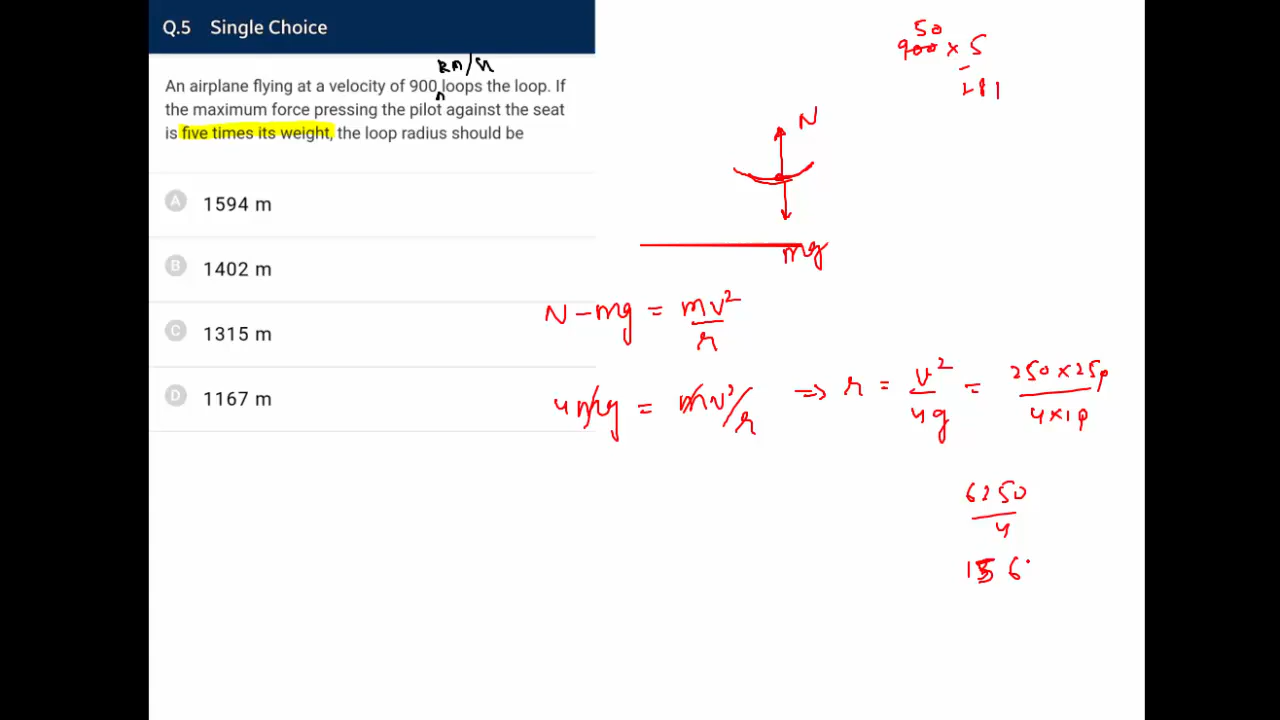 Q.5 Single Choice
km/h
An airplane flying at a velocity of 900 loops the loop. If
the maximum force pressing the pilot against the seat
is five times its weight, the loop radius should be
A 1594 m
B 1402 m
C 1315 m
D 1167 m
50
900 × 5
N
mg
N - mg = mv²/r
4mg = mv²/r ⇒ r = v²/4g = 250 × 250/4 × 10
6250/4
156